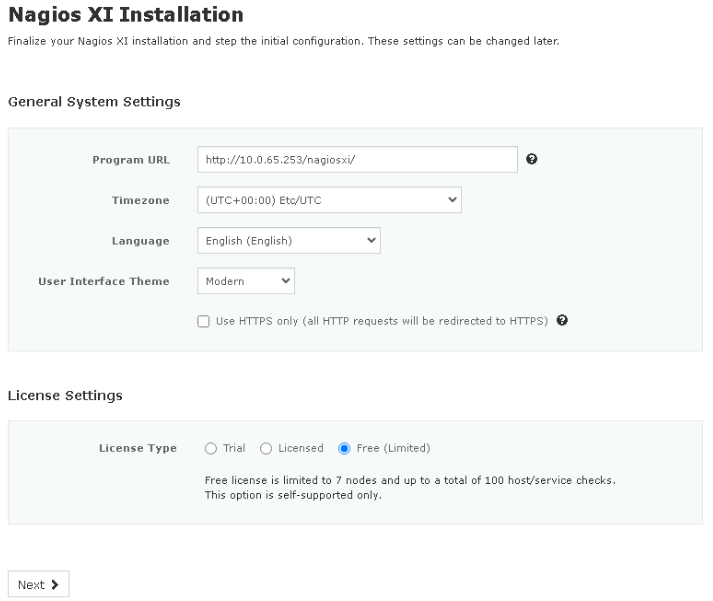 Nagios XI Installation
Finalize your Nagios XI installation and step the initial configuration. These settings can be changed later.
General System Settings
Program URL http://10.0.65.253/nagiosxi/ ?
Timezone (UTC+00:00) Etc/UTC
Language English (English)
User Interface Theme Modern
Use HTTPS only (all HTTP requests will be redirected to HTTPS) ?
License Settings
License Type Trial Licensed Free (Limited)
Free license is limited to 7 nodes and up to a total of 100 host/service checks.
This option is self-supported only.
Next